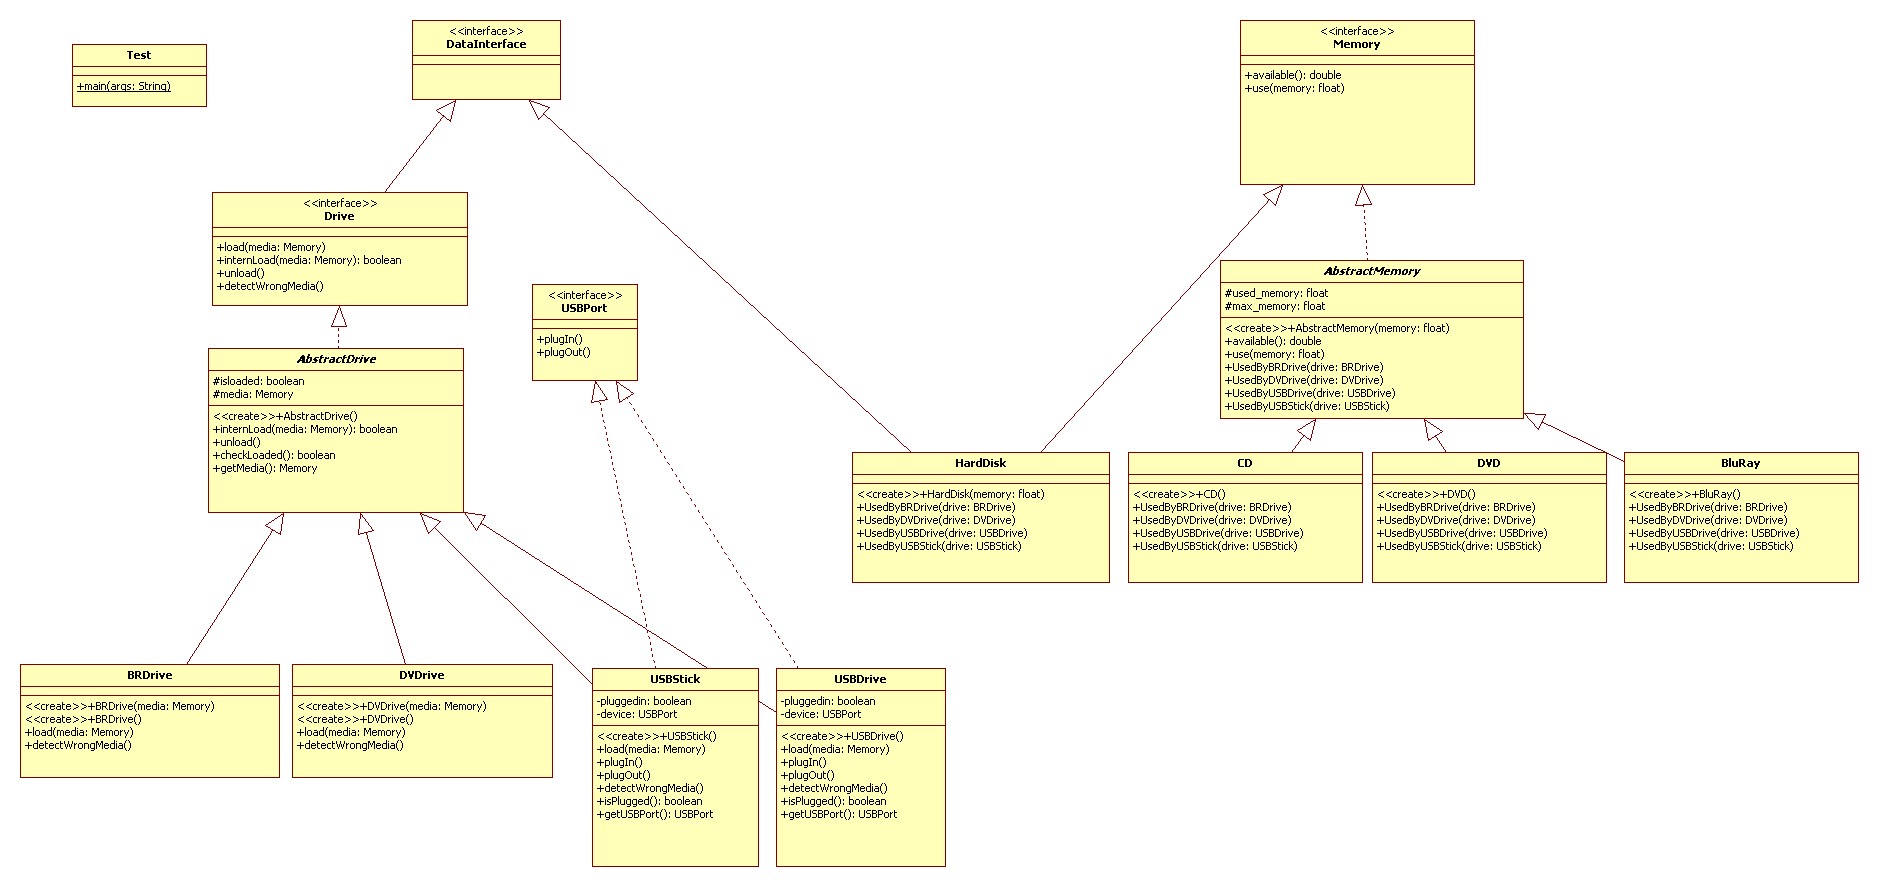 Test
+main(args: String)
<<interface>>
DataInterface
<<interface>>
Memory
+available(): double
+use(memory: float)
<<interface>>
Drive
+load(media: Memory)
+internLoad(media: Memory): boolean
+unload()
+detectWrongMedia()
<<interface>>
USBPort
+plugIn()
+plugOut()
AbstractMemory
#used_memory: float
#max_memory: float
<<create>>+AbstractMemory(memory: float)
+available(): double
+use(memory: float)
+UsedByBRDrive(drive: BRDrive)
+UsedByDVDrive(drive: DVDrive)
+UsedByUSBDrive(drive: USBDrive)
+UsedByUSBStick(drive: USBStick)
AbstractDrive
#isloaded: boolean
#media: Memory
<<create>>+AbstractDrive()
+internLoad(media: Memory): boolean
+unload()
+checkLoaded(): boolean
+getMedia(): Memory
HardDisk
<<create>>+HardDisk(memory: float)
+UsedByBRDrive(drive: BRDrive)
+UsedByDVDrive(drive: DVDrive)
+UsedByUSBDrive(drive: USBDrive)
+UsedByUSBStick(drive: USBStick)
CD
<<create>>+CD()
+UsedByBRDrive(drive: BRDrive)
+UsedByDVDrive(drive: DVDrive)
+UsedByUSBDrive(drive: USBDrive)
+UsedByUSBStick(drive: USBStick)
DVD
<<create>>+DVD()
+UsedByBRDrive(drive: BRDrive)
+UsedByDVDrive(drive: DVDrive)
+UsedByUSBDrive(drive: USBDrive)
+UsedByUSBStick(drive: USBStick)
BluRay
<<create>>+BluRay()
+UsedByBRDrive(drive: BRDrive)
+UsedByDVDrive(drive: DVDrive)
+UsedByUSBDrive(drive: USBDrive)
+UsedByUSBStick(drive: USBStick)
BRDrive
<<create>>+BRDrive(media: Memory)
<<create>>+BRDrive()
+load(media: Memory)
+detectWrongMedia()
DVDrive
<<create>>+DVDrive(media: Memory)
<<create>>+DVDrive()
+load(media: Memory)
+detectWrongMedia()
USBStick
-pluggedin: boolean
-device: USBPort
<<create>>+USBStick()
+load(media: Memory)
+plugIn()
+plugOut()
+detectWrongMedia()
+isPlugged(): boolean
+getUSBPort(): USBPort
USBDrive
-pluggedin: boolean
-device: USBPort
<<create>>+USBDrive()
+load(media: Memory)
+plugIn()
+plugOut()
+detectWrongMedia()
+isPlugged(): boolean
+getUSBPort(): USBPort